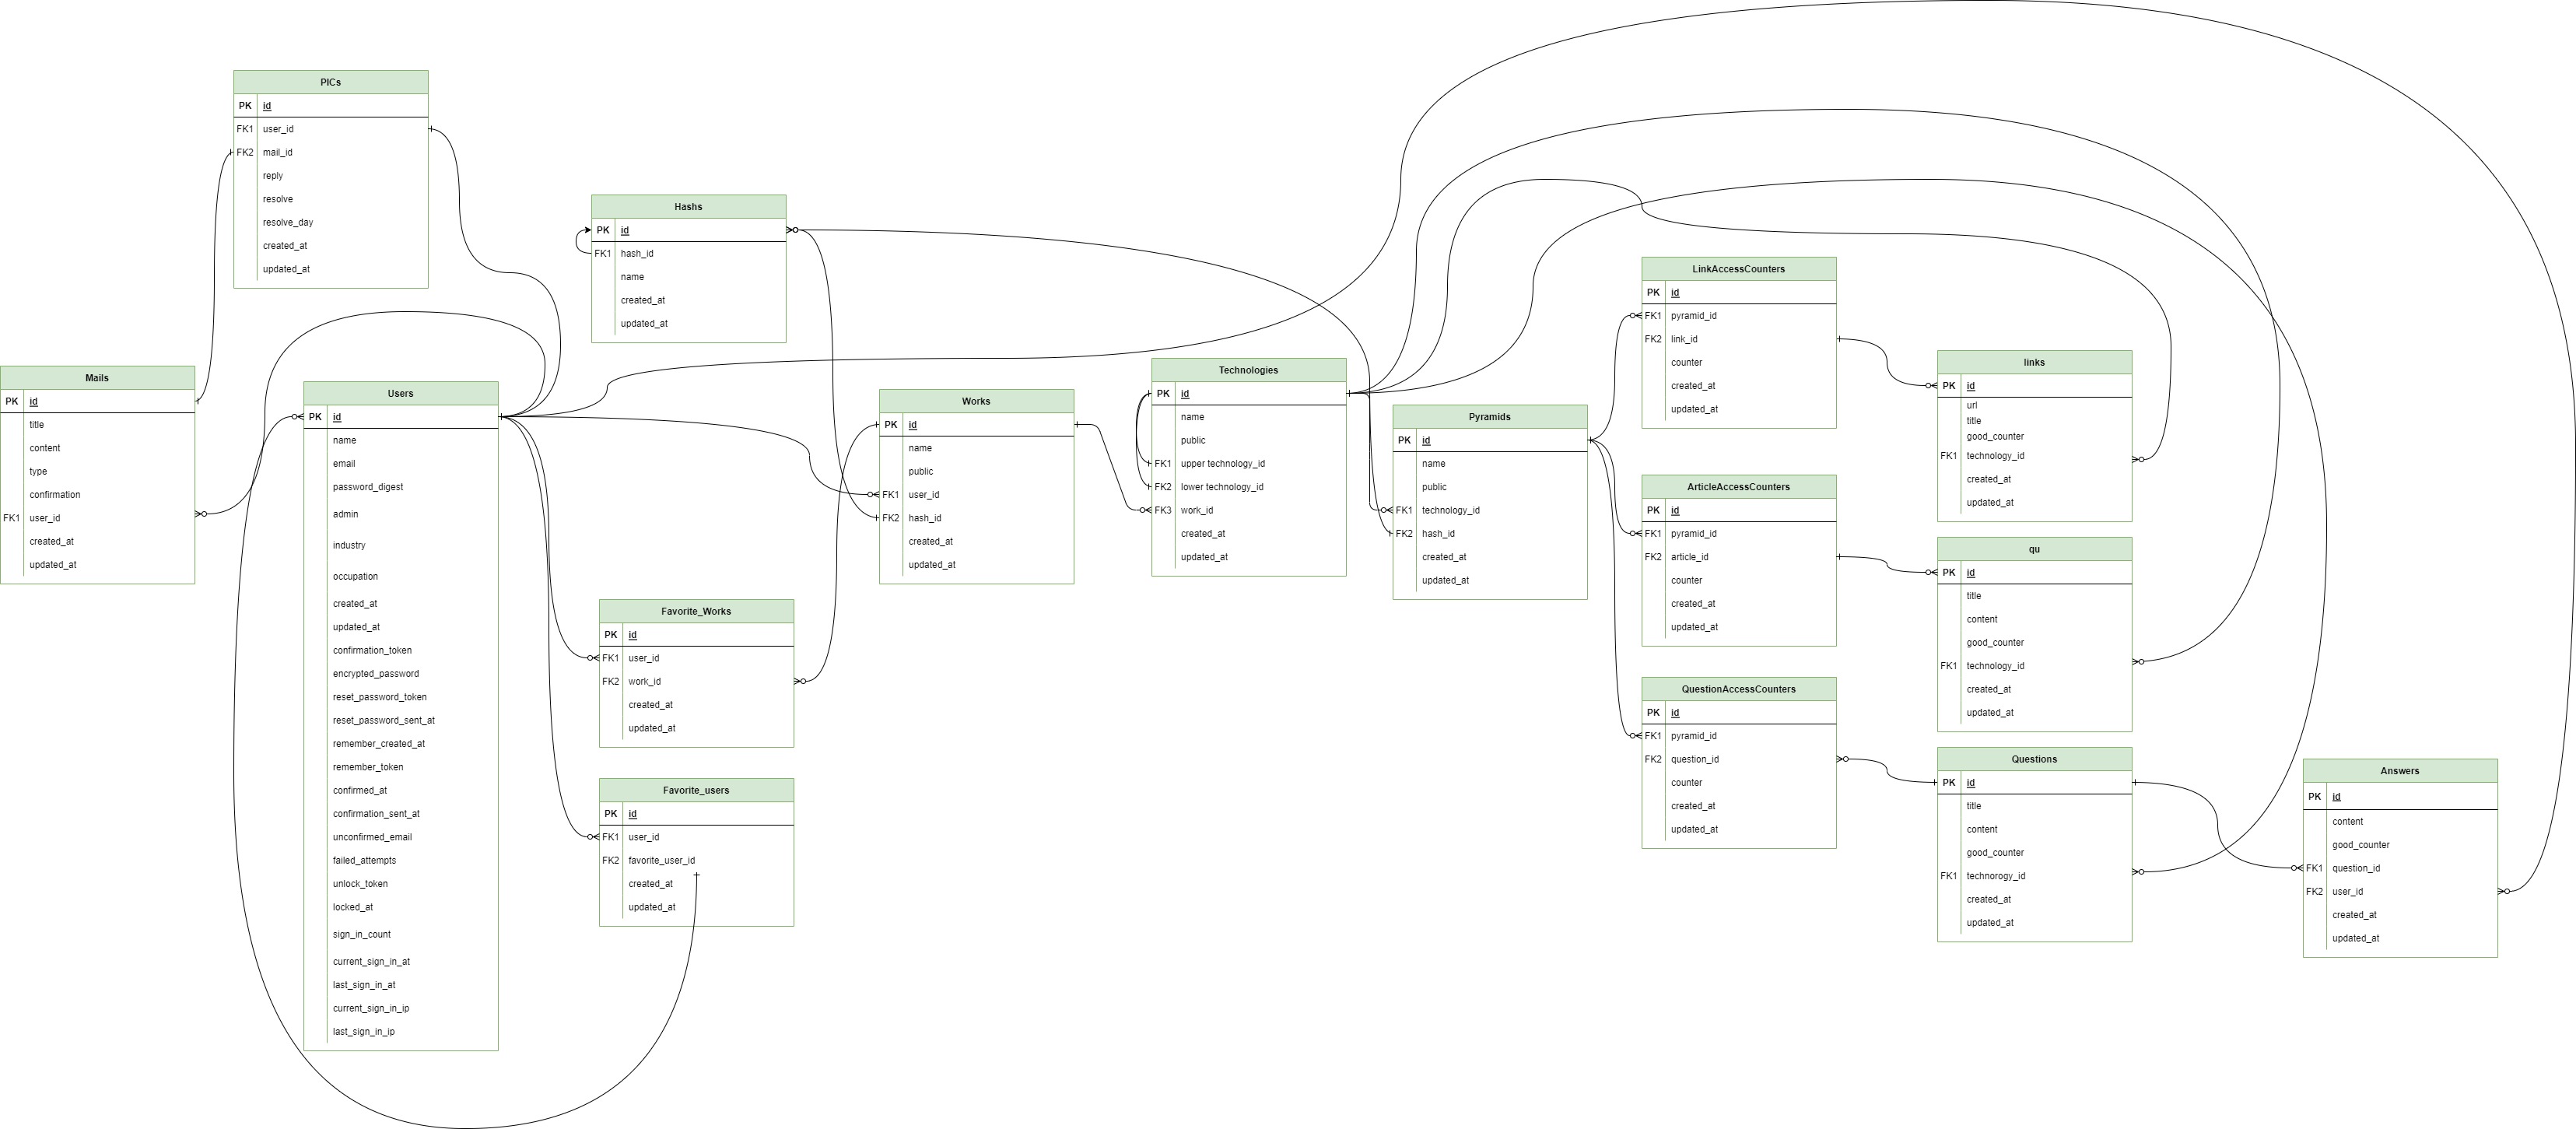 PICs
PK id
FK1 user_id
FK2 mail_id
reply
resolve
resolve_day
created_at
updated_at
Hashs
PK id
FK1 hash_id
name
created_at
updated_at
Mails
PK id
title
content
type
confirmation
FK1 user_id
created_at
updated_at
Users
PK id
name
email
password_digest
admin
industry
occupation
created_at
updated_at
confirmation_token
encrypted_password
reset_password_token
reset_password_sent_at
remember_created_at
remember_token
confirmed_at
confirmation_sent_at
unconfirmed_email
failed_attempts
unlock_token
locked_at
sign_in_count
current_sign_in_at
last_sign_in_at
current_sign_in_ip
last_sign_in_ip
Favorite_Works
PK id
FK1 user_id
FK2 work_id
created_at
updated_at
Favorite_users
PK id
FK1 user_id
FK2 favorite_user_id
created_at
updated_at
Works
PK id
name
public
FK1 user_id
FK2 hash_id
created_at
updated_at
Technologies
PK id
name
public
FK1 upper technology_id
FK2 lower technology_id
FK3 work_id
created_at
updated_at
Pyramids
PK id
name
public
FK1 technology_id
FK2 hash_id
created_at
updated_at
LinkAccessCounters
PK id
FK1 pyramid_id
FK2 link_id
counter
created_at
updated_at
ArticleAccessCounters
PK id
FK1 pyramid_id
FK2 article_id
counter
created_at
updated_at
QuestionAccessCounters
PK id
FK1 pyramid_id
FK2 question_id
counter
created_at
updated_at
links
PK id
url
title
good_counter
FK1 technology_id
created_at
updated_at
qu
PK id
title
content
good_counter
FK1 technology_id
created_at
updated_at
Questions
PK id
title
content
good_counter
FK1 technorogy_id
created_at
updated_at
Answers
PK id
content
good_counter
FK1 question_id
FK2 user_id
created_at
updated_at